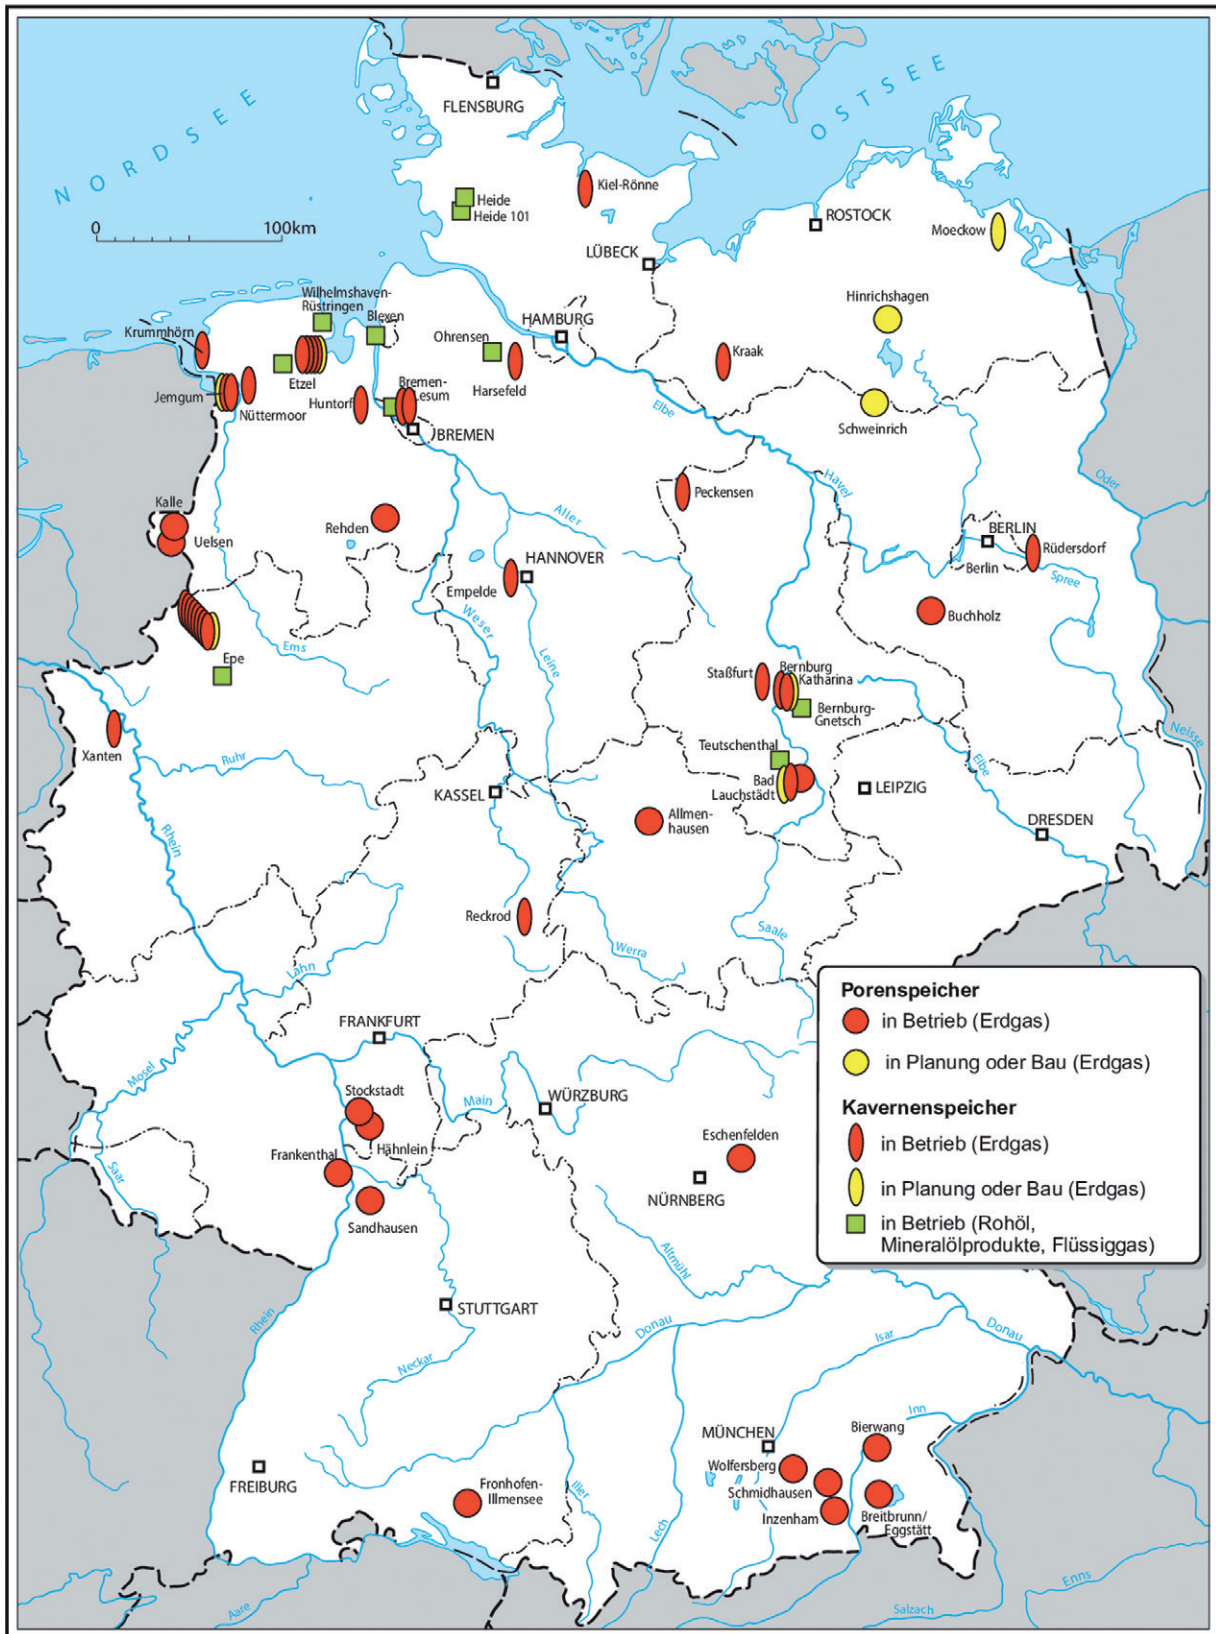 NORDSEE
OSTSEE
FLENSBURG
Kiel-Rönne
Heide
Heide 101
ROSTOCK
Moeckow
0
100km
LÜBECK
Wilhelmshaven-
Rüstringen
Blexen
Hinrichshagen
Krummhörn
Ohrensen
HAMBURG
Etzel
Harsefeld
Kraak
Jemgum
Nüttermoor
Huntorf
Bremen-
Lesum
BREMEN
Elbe
Schweinrich
Kalle
Uelsen
Rehden
Aller
Peckensen
Havel
Oder
BERLIN
Berlin
Rüdersdorf
Spree
HANNOVER
Empelde
Weser
Leine
Buchholz
Ems
Epe
Staßfurt
Bernburg
Katharina
Bernburg-
Gnetsch
Xanten
Ruhr
Teutschenthal
Bad
Lauchstädt
LEIPZIG
Elbe
Neisse
KASSEL
Allmen-
hausen
DRESDEN
Rhein
Reckrod
Werra
Saale
Lahn
FRANKFURT
Mosel
Stockstadt
Main
WÜRZBURG
Hähnlein
Frankenthal
Saar
Sandhausen
Eschenfelden
NÜRNBERG
Altmühl
Porenspeicher
in Betrieb (Erdgas)
in Planung oder Bau (Erdgas)
Kavernenspeicher
in Betrieb (Erdgas)
in Planung oder Bau (Erdgas)
in Betrieb (Rohöl,
Mineralölprodukte, Flüssiggas)
Rhein
STUTTGART
Neckar
Donau
Isar
Donau
Inn
MÜNCHEN
Bierwang
Wolfersberg
Schmidhausen
Inzenham
Breitbrunn/
Eggstätt
FREIBURG
Fronhofen-
Illmensee
Iller
Lech
Aare
Salzach
Enns